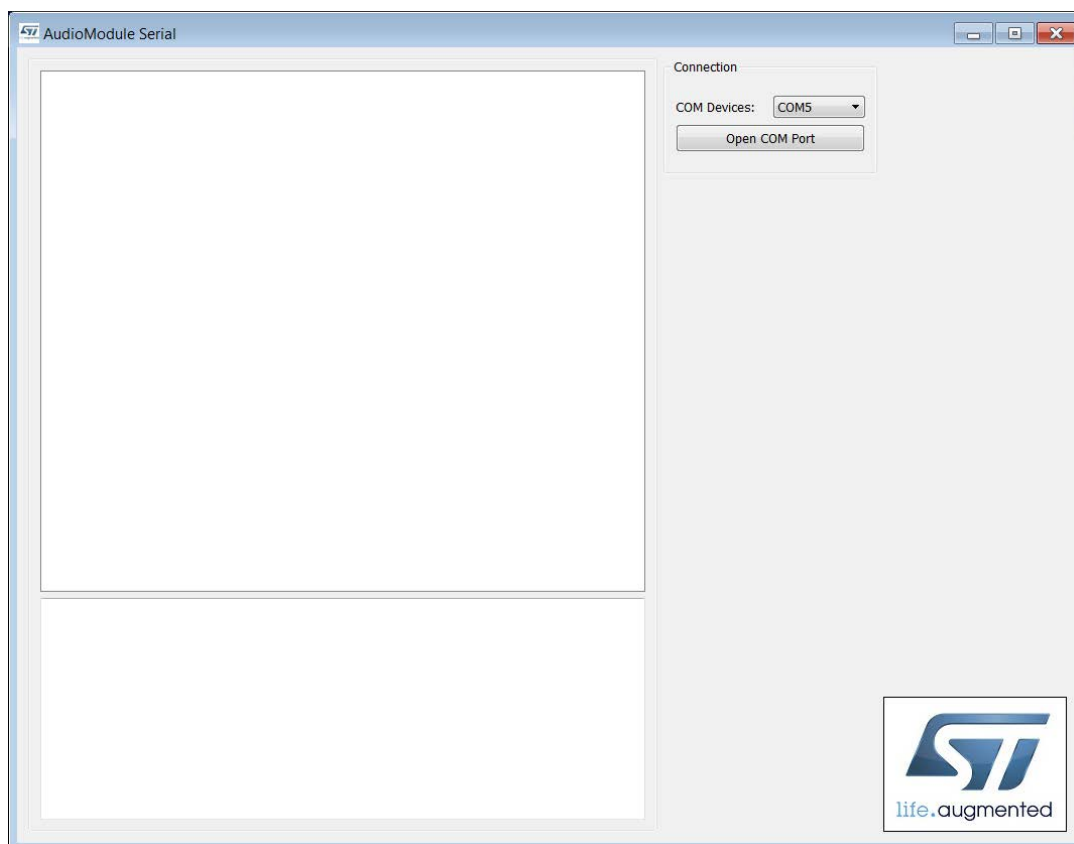 AudioModule Serial
Connection
COM Devices: COM5
Open COM Port
life.augmented